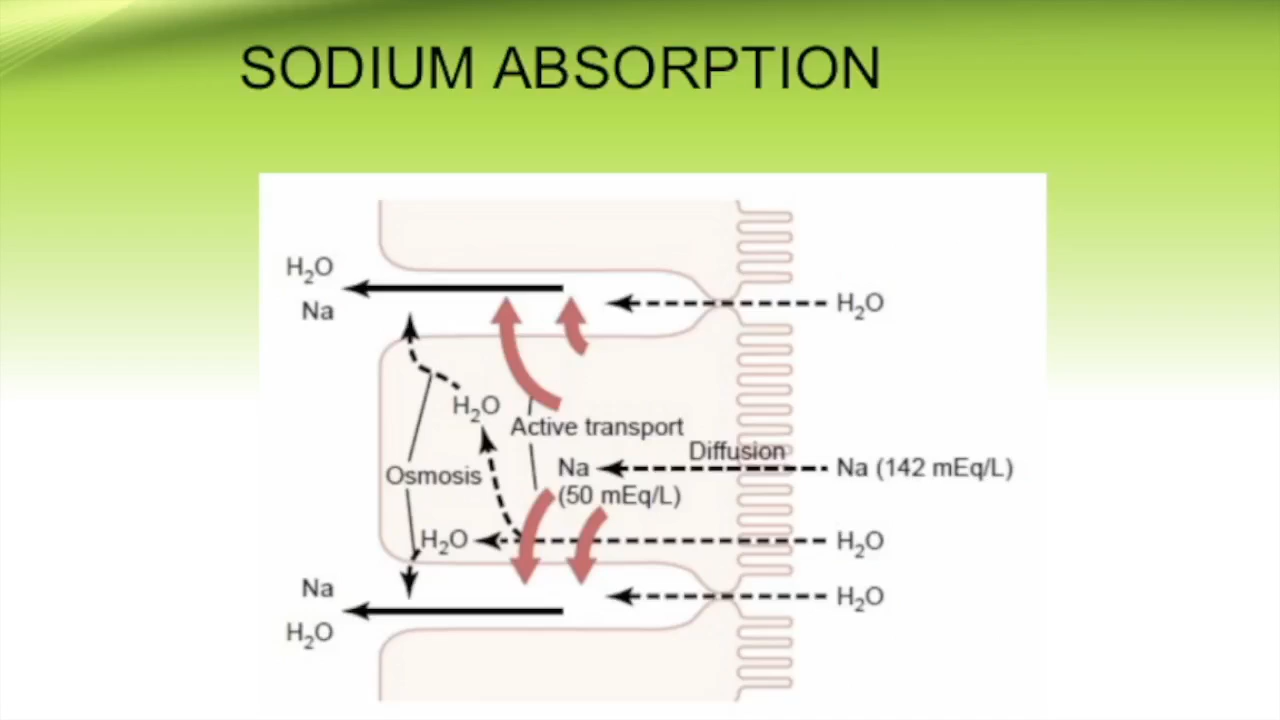 SODIUM ABSORPTION
H₂O
Na
H₂O
H₂O
Active transport
Diffusion
Osmosis
Na
(50 mEq/L)
Na (142 mEq/L)
H₂O
H₂O
Na
H₂O
H₂O